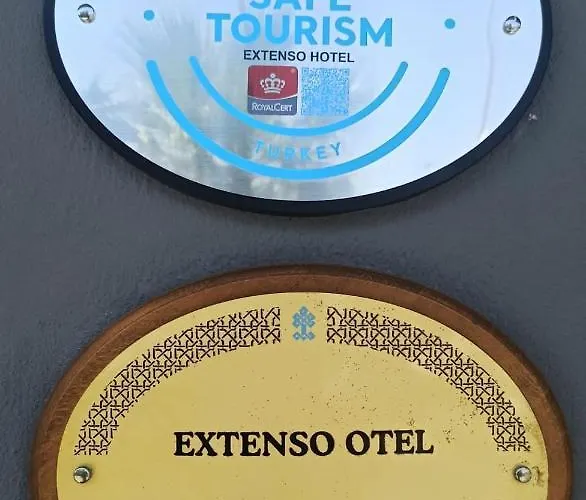 SAFE
TOURISM
EXTENSO HOTEL
ROYALCERT
TURKEY
EXTENSO OTEL